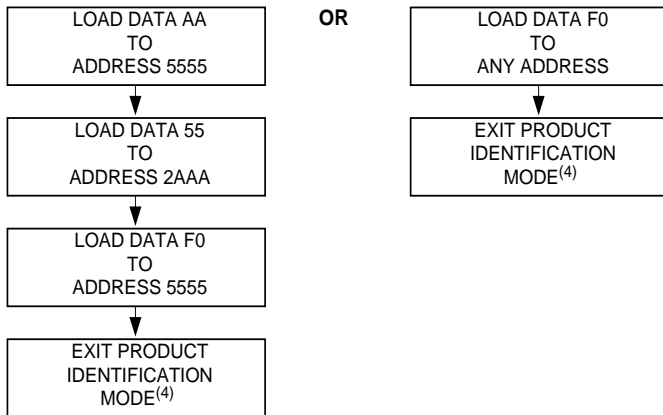 LOAD DATA AA
TO
ADDRESS 5555
LOAD DATA 55
TO
ADDRESS 2AAA
LOAD DATA F0
TO
ADDRESS 5555
EXIT PRODUCT
IDENTIFICATION
MODE(4)
OR
LOAD DATA F0
TO
ANY ADDRESS
EXIT PRODUCT
IDENTIFICATION
MODE(4)